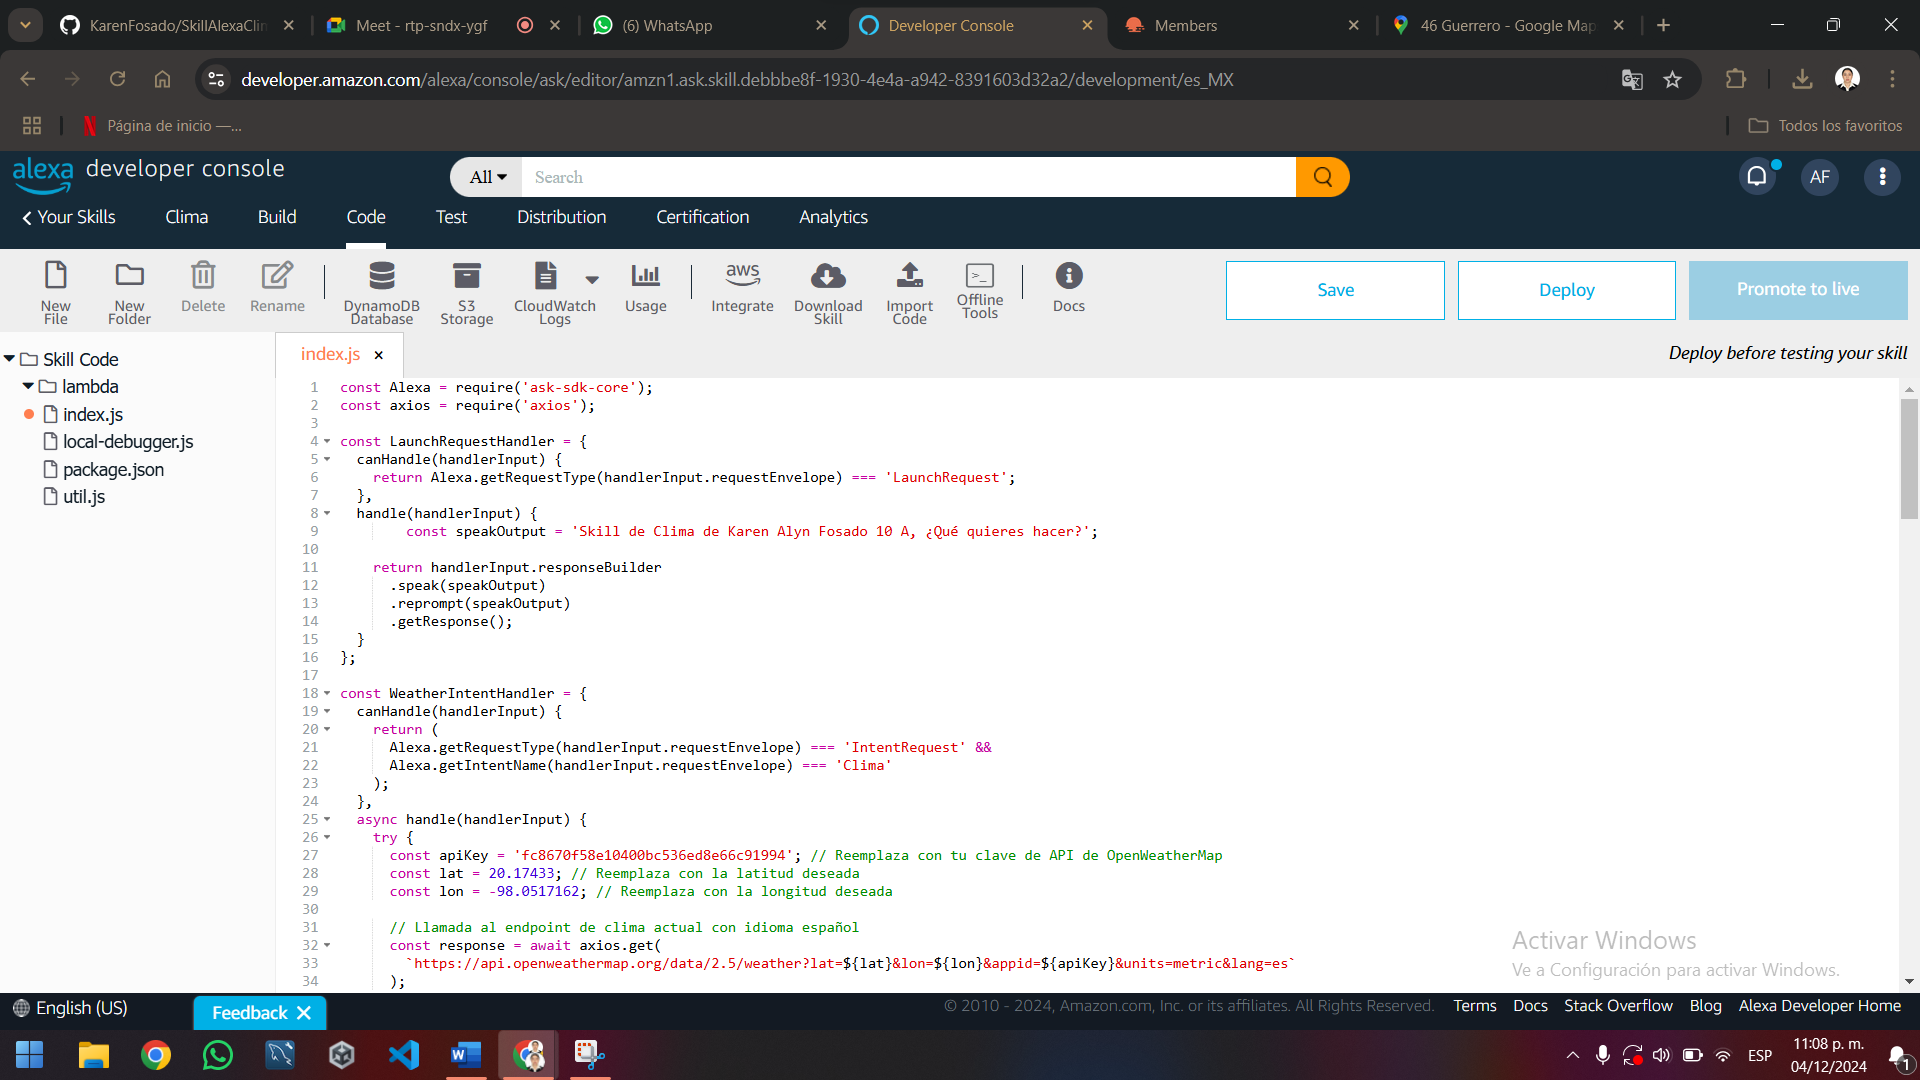 KarenFosado/SkillAlexaClin
Meet - rtp-sndx-ygf
(6) WhatsApp
Developer Console
Members
46 Guerrero - Google Map
developer.amazon.com/alexa/console/ask/editor/amzn1.ask.skill.debbbe8f-1930-4e4a-a942-8391603d32a2/development/es_MX
Página de inicio —...
Todos los favoritos
alexa developer console
All
Search
AF
Your Skills
Clima
Build
Code
Test
Distribution
Certification
Analytics
New File
New Folder
Delete
Rename
DynamoDB Database
S3 Storage
CloudWatch Logs
Usage
aws
Integrate
Download Skill
Import Code
Offline Tools
Docs
Save
Deploy
Promote to live
Skill Code
lambda
index.js
local-debugger.js
package.json
util.js
index.js ×
Deploy before testing your skill
1 const Alexa = require('ask-sdk-core');
2 const axios = require('axios');
3
4 const LaunchRequestHandler = {
5 canHandle(handlerInput) {
6 return Alexa.getRequestType(handlerInput.requestEnvelope) === 'LaunchRequest';
7 },
8 handle(handlerInput) {
9 const speakOutput = 'Skill de Clima de Karen Alyn Fosado 10 A, ¿Qué quieres hacer?';
10
11 return handlerInput.responseBuilder
12 .speak(speakOutput)
13 .reprompt(speakOutput)
14 .getResponse();
15 }
16 };
17
18 const WeatherIntentHandler = {
19 canHandle(handlerInput) {
20 return (
21 Alexa.getRequestType(handlerInput.requestEnvelope) === 'IntentRequest' &&
22 Alexa.getIntentName(handlerInput.requestEnvelope) === 'Clima'
23 );
24 },
25 async handle(handlerInput) {
26 try {
27 const apiKey = 'fc8670f58e10400bc536ed8e66c91994'; // Reemplaza con tu clave de API de OpenWeatherMap
28 const lat = 20.17433; // Reemplaza con la latitud deseada
29 const lon = -98.0517162; // Reemplaza con la longitud deseada
30
31 // Llamada al endpoint de clima actual con idioma español
32 const response = await axios.get(
33 `https://api.openweathermap.org/data/2.5/weather?lat=${lat}&lon=${lon}&appid=${apiKey}&units=metric&lang=es`
34 );
Activar Windows
Ve a Configuración para activar Windows.
English (US)
Feedback
© 2010 - 2024, Amazon.com, Inc. or its affiliates. All Rights Reserved.
Terms
Docs
Stack Overflow
Blog
Alexa Developer Home
ESP
11:08 p. m.
04/12/2024
1